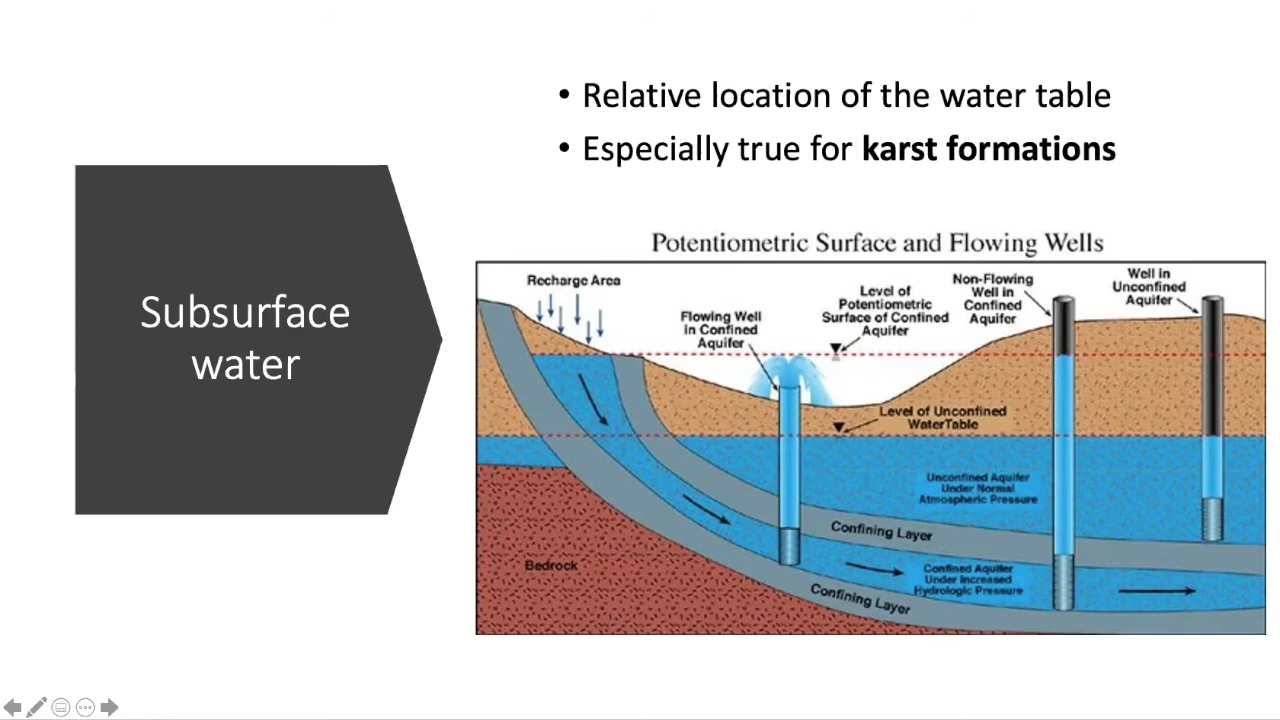 • Relative location of the water table
• Especially true for karst formations
Subsurface
water
Potentiometric Surface and Flowing Wells
Recharge Area
Flowing Well
in Confined
Aquifer
Level of
Potentiometric
Surface of Confined
Aquifer
Non-Flowing
Well in
Confined
Aquifer
Well in
Unconfined
Aquifer
Level of Unconfined
WaterTable
Unconfined Aquifer
Under Normal
Atmospheric Pressure
Confining Layer
Bedrock
Confined Aquifer
Under Increased
Hydrologic Pressure
Confining Layer